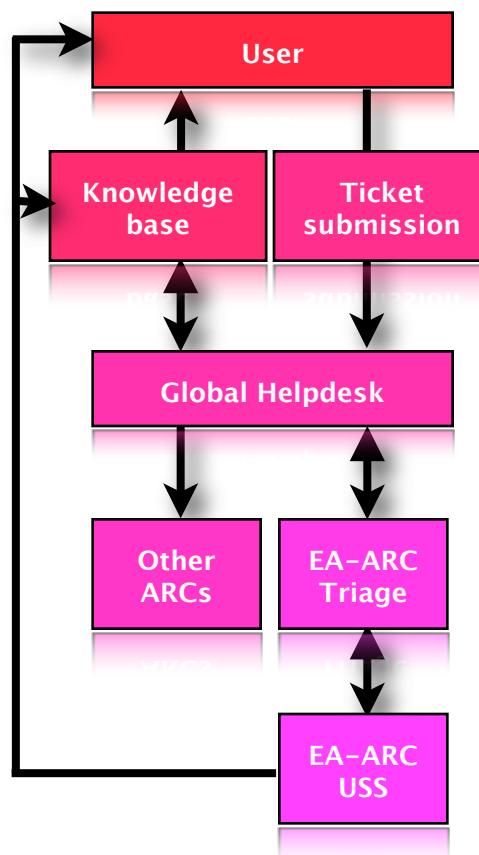 User
Knowledge
base
Ticket
submission
Global Helpdesk
Other
ARCs
EA-ARC
Triage
EA-ARC
USS